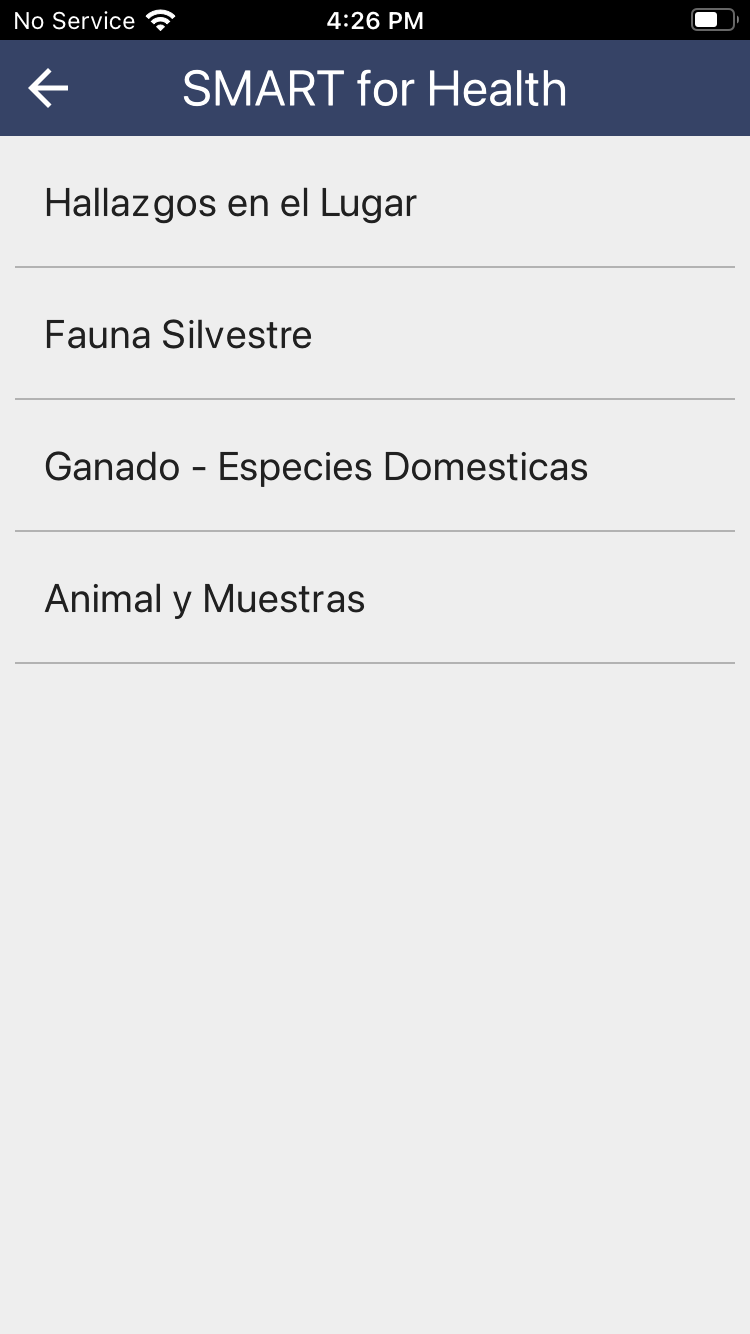 No Service 4:26 PM
SMART for Health
Hallazgos en el Lugar
Fauna Silvestre
Ganado - Especies Domesticas
Animal y Muestras